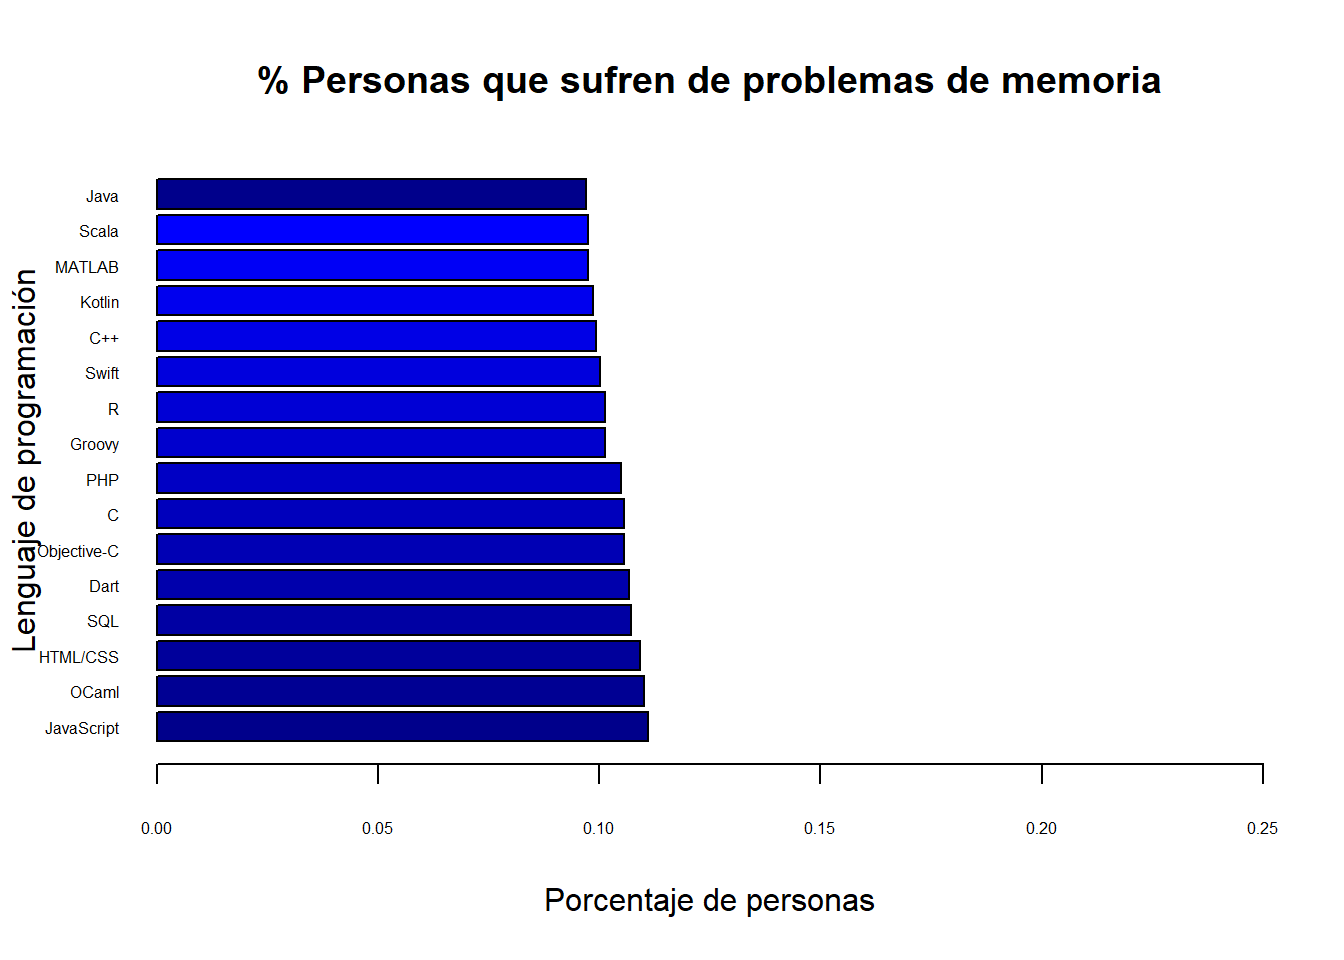 % Personas que sufren de problemas de memoria
Lenguaje de programación
Java
Scala
MATLAB
Kotlin
C++
Swift
R
Groovy
PHP
C
Objective-C
Dart
SQL
HTML/CSS
OCaml
JavaScript
0.00 0.05 0.10 0.15 0.20 0.25
Porcentaje de personas